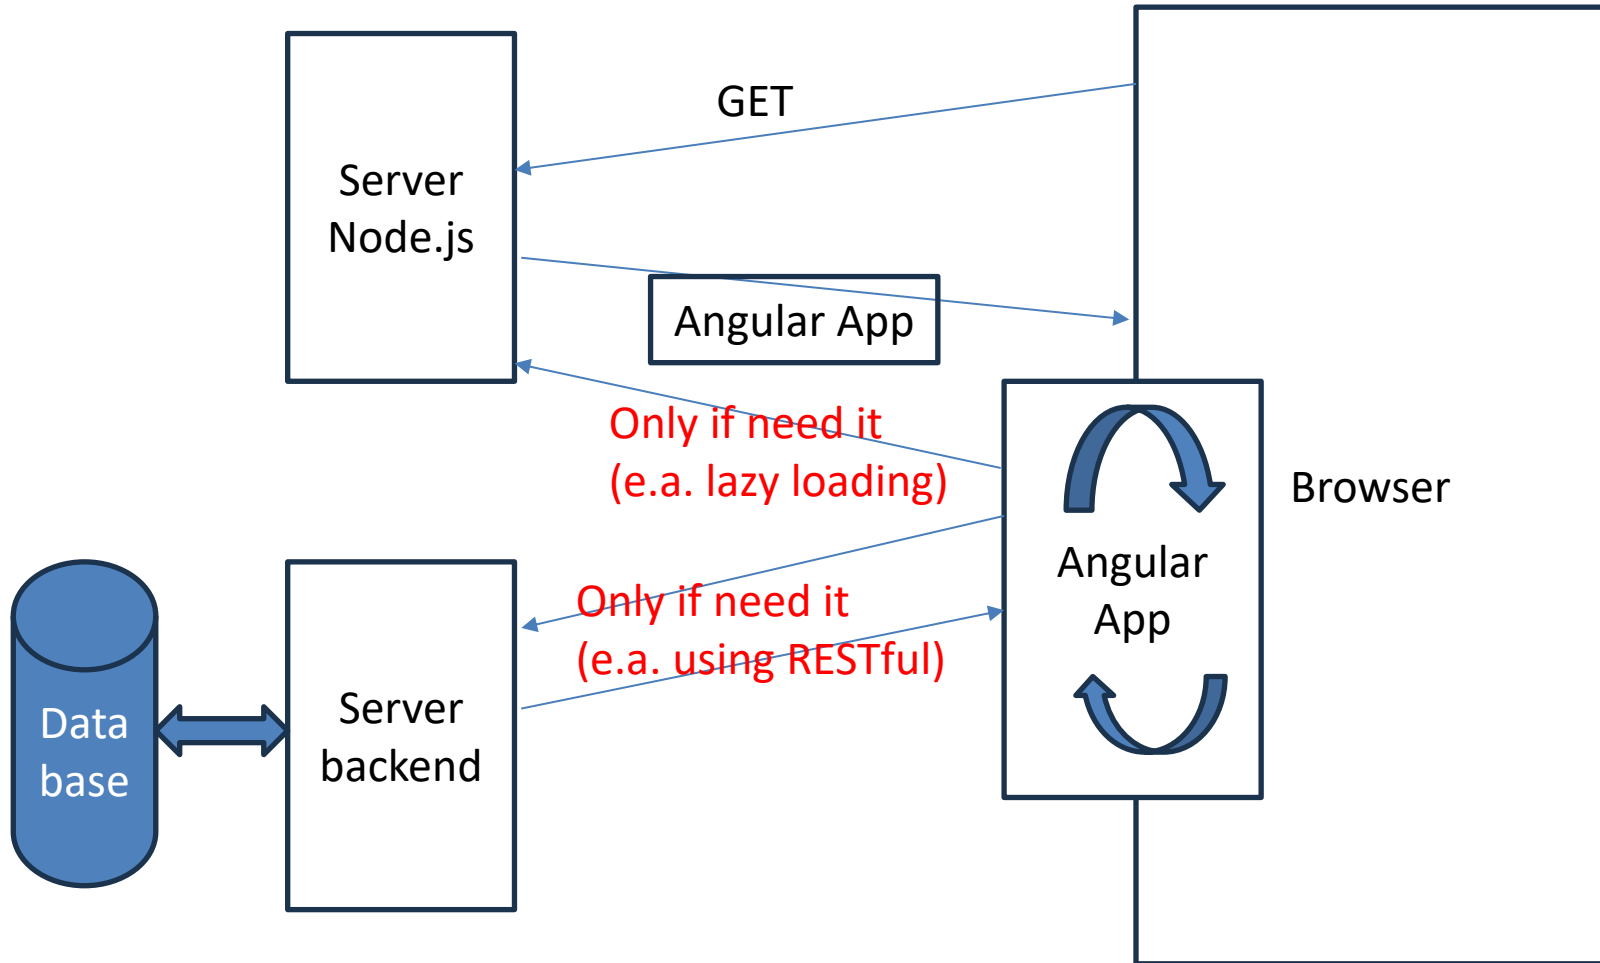 GET
Server
Node.js
Angular App
Only if need it
(e.a. lazy loading)
Browser
Angular
App
Only if need it
(e.a. using RESTful)
Data
base
Server
backend